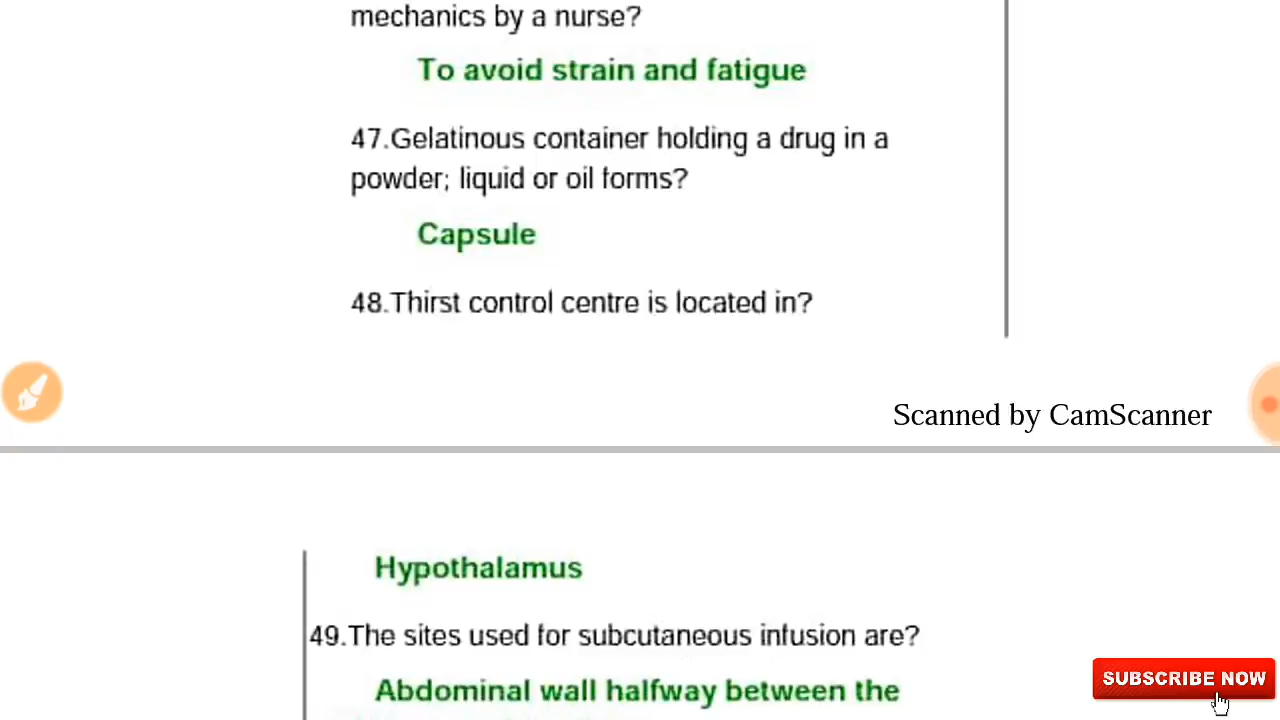 mechanics by a nurse?
To avoid strain and fatigue
47.Gelatinous container holding a drug in a
powder; liquid or oil forms?
Capsule
48.Thirst control centre is located in?
Scanned by CamScanner
Hypothalamus
49.The sites used for subcutaneous infusion are?
SUBSCRIBE NOW
Abdominal wall halfway between the